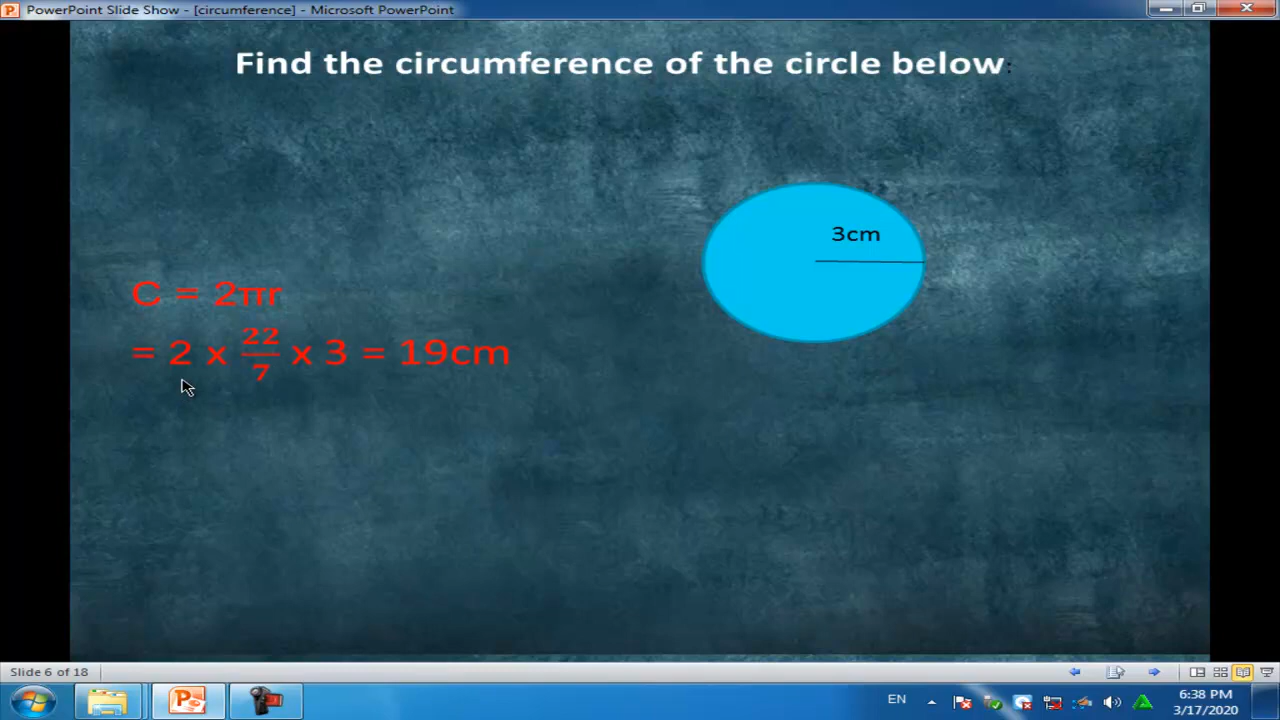 PowerPoint Slide Show - [circumference] - Microsoft PowerPoint
Find the circumference of the circle below:
3cm
C = 2πr
= 2 x 22/7 x 3 = 19cm
Slide 6 of 18
EN
6:38 PM
3/17/2020